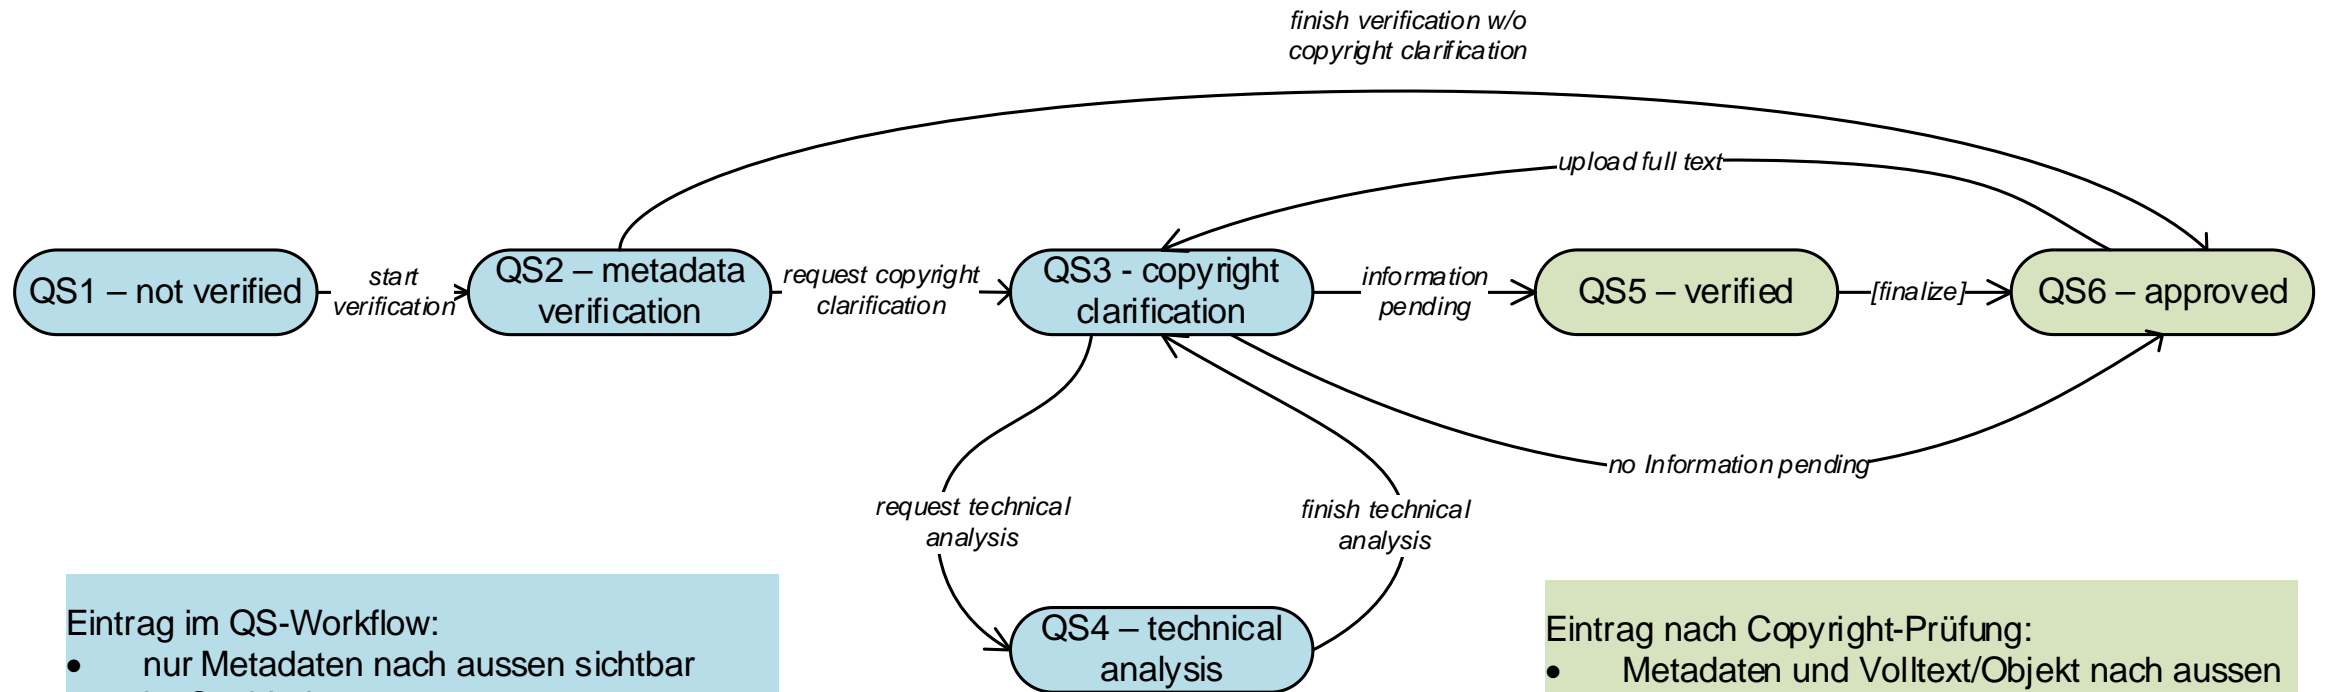 finish verification w/o
copyright clarification
upload full text
QS1 – not verified
start
verification
QS2 – metadata
verification
request copyright
clarification
QS3 - copyright
clarification
information
pending
QS5 – verified
[finalize]
QS6 – approved
no Information pending
request technical
analysis
finish technical
analysis
QS4 – technical
analysis
Eintrag im QS-Workflow:
• nur Metadaten nach aussen sichtbar
Eintrag nach Copyright-Prüfung:
• Metadaten und Volltext/Objekt nach aussen